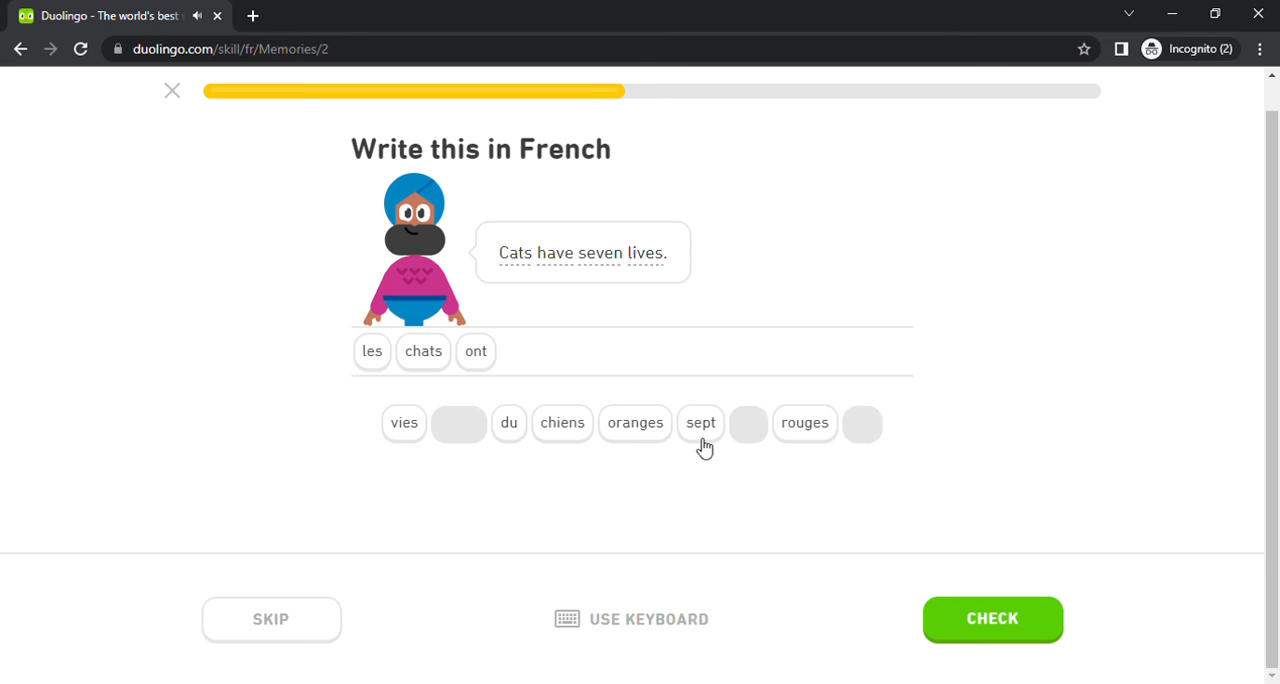 Duolingo - The world's best
Incognito (2)
duolingo.com/skill/fr/Memories/2
Write this in French
Cats have seven lives.
les chats ont
vies du chiens oranges sept rouges
SKIP USE KEYBOARD CHECK